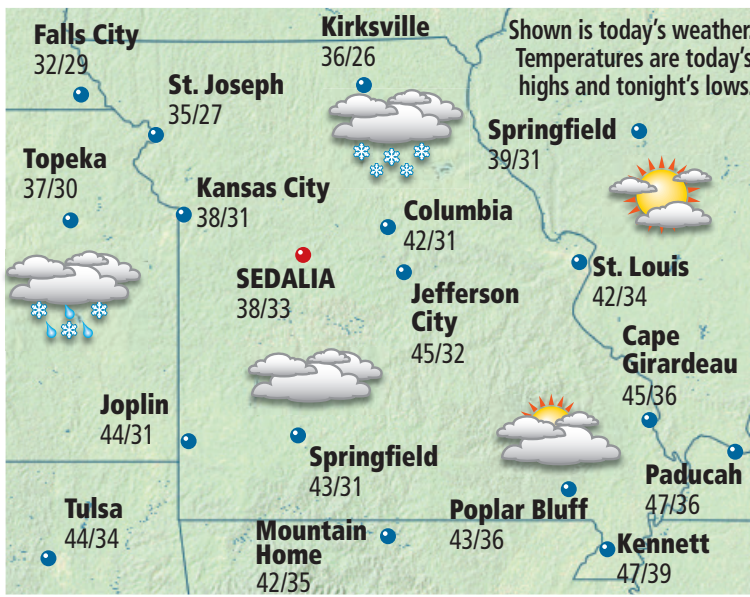 Falls City
32/29
Kirksville
36/26
Shown is today's weather.
Temperatures are today's
highs and tonight's lows.
St. Joseph
35/27
Springfield
39/31
Topeka
37/30
Kansas City
38/31
Columbia
42/31
SEDALIA
38/33
Jefferson
City
45/32
St. Louis
42/34
Cape
Girardeau
45/36
Joplin
44/31
Springfield
43/31
Paducah
47/36
Tulsa
44/34
Mountain
Home
42/35
Poplar Bluff
43/36
Kennett
47/39